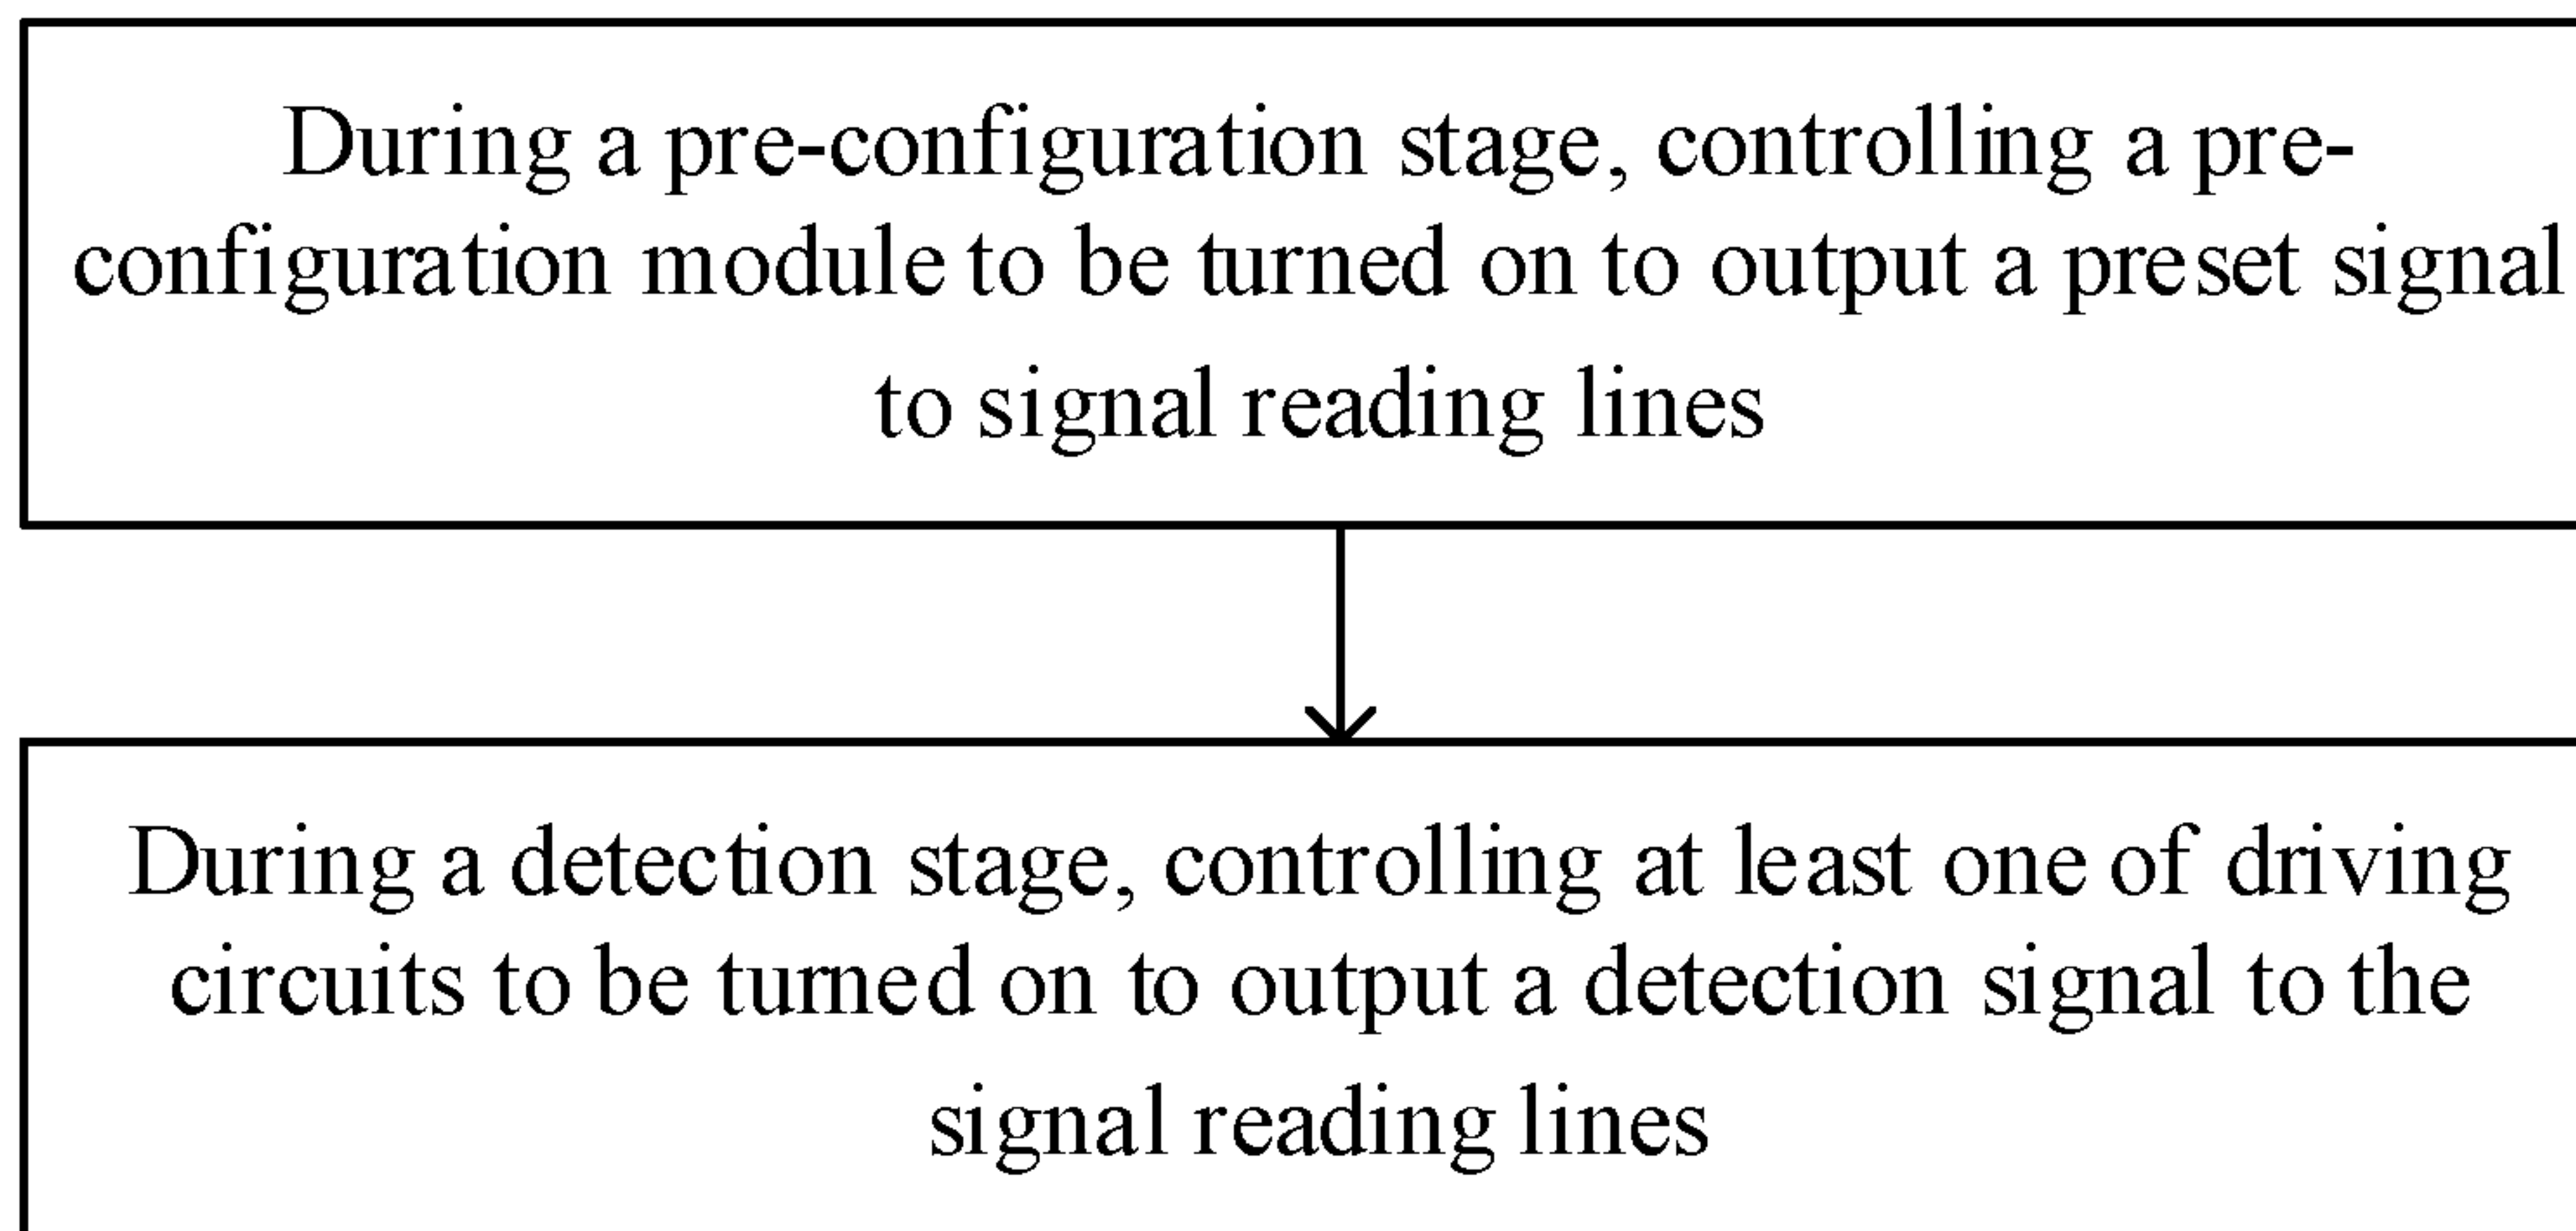 During a pre-configuration stage, controlling a pre-
configuration module to be turned on to output a preset signal
to signal reading lines
During a detection stage, controlling at least one of driving
circuits to be turned on to output a detection signal to the
signal reading lines